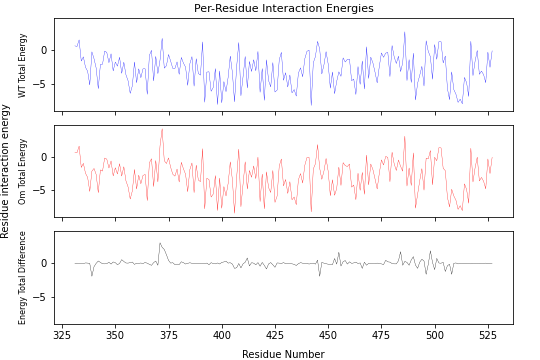 Per-Residue Interaction Energies
Residue interaction energy
WT Total Energy
0
−5
Om Total Energy
0
−5
Energy Total Difference
0
−5
325 350 375 400 425 450 475 500 525
Residue Number